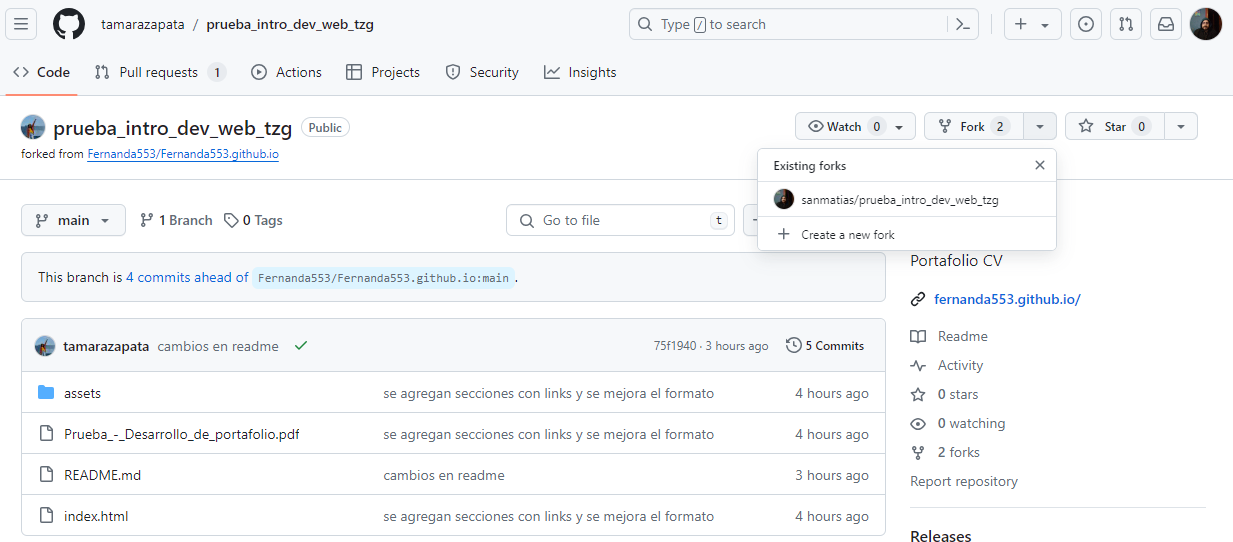 tamarazapata / prueba_intro_dev_web_tzg
Type / to search
Code Pull requests 1 Actions Projects Security Insights
prueba_intro_dev_web_tzg Public
Watch 0 Fork 2 Star 0
forked from Fernanda553/Fernanda553.github.io
Existing forks
sanmatias/prueba_intro_dev_web_tzg
Create a new fork
main 1 Branch 0 Tags
Go to file t
This branch is 4 commits ahead of Fernanda553/Fernanda553.github.io:main .
tamarazapata cambios en readme 75f1940 · 3 hours ago 5 Commits
assets se agregan secciones con links y se mejora el formato 4 hours ago
Prueba_-_Desarrollo_de_portafolio.pdf se agregan secciones con links y se mejora el formato 4 hours ago
README.md cambios en readme 3 hours ago
index.html se agregan secciones con links y se mejora el formato 4 hours ago
Portafolio CV
fernanda553.github.io/
Readme
Activity
0 stars
0 watching
2 forks
Report repository
Releases